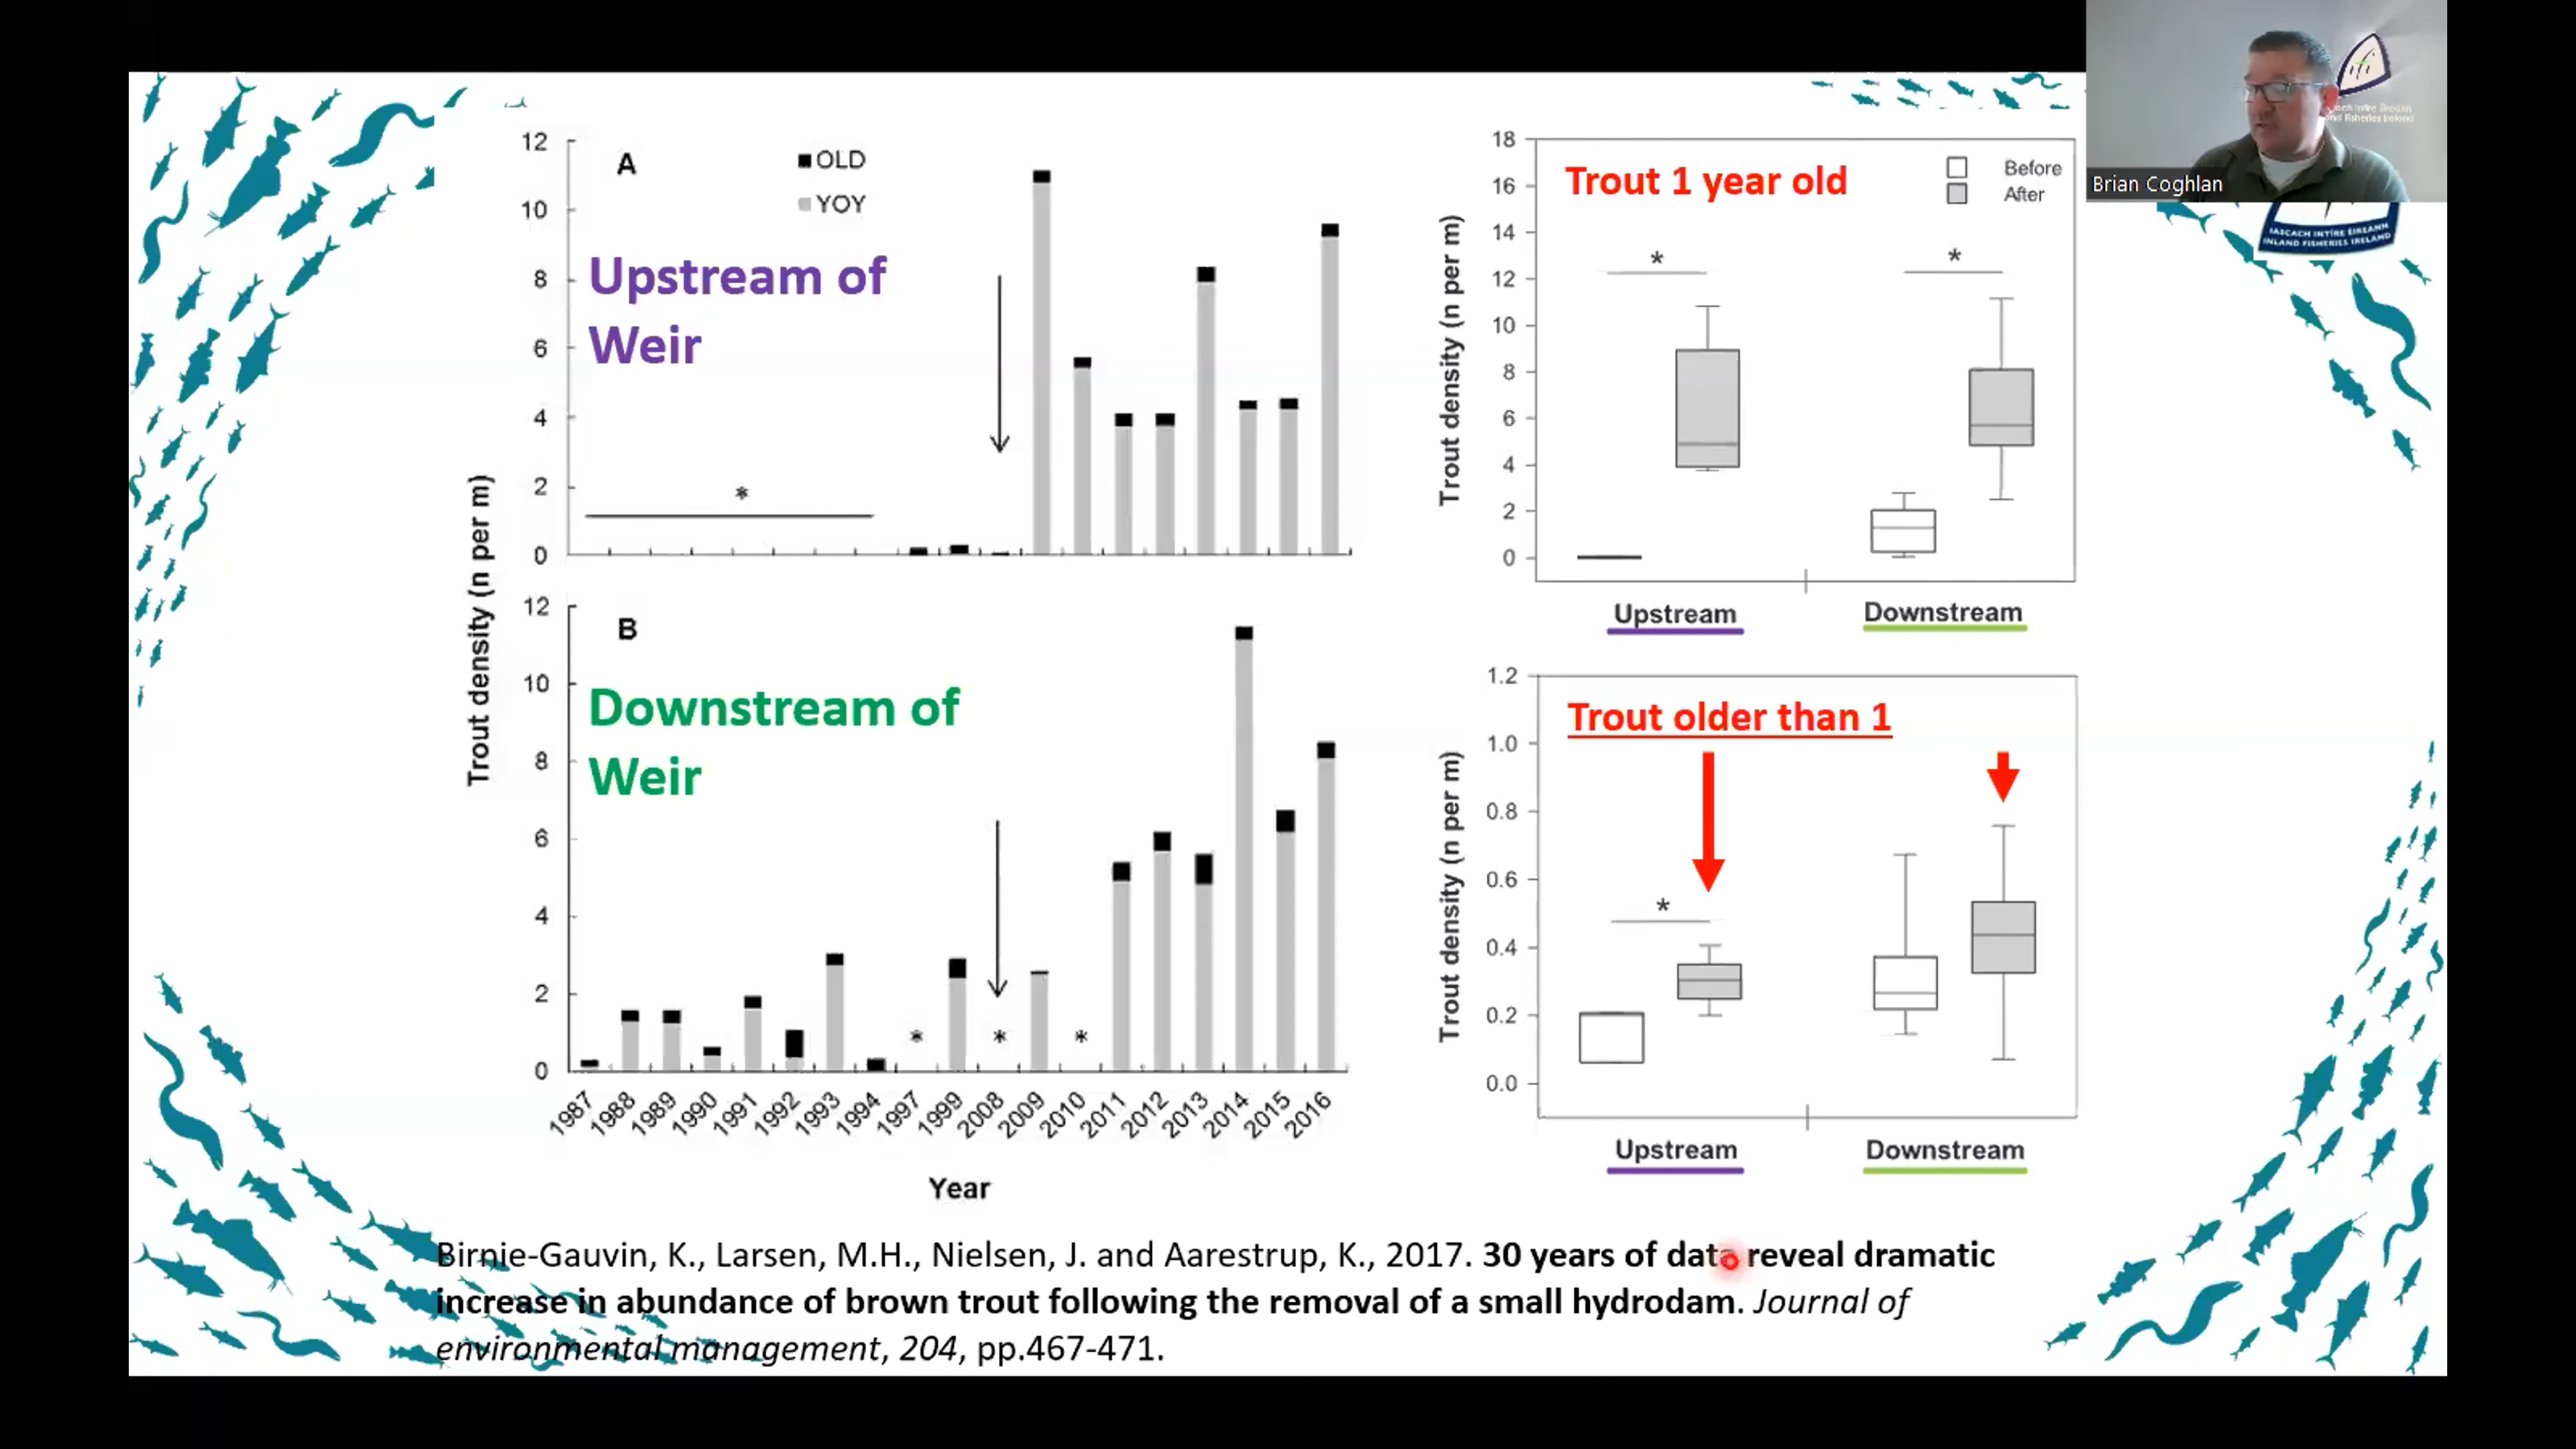 A
OLD
YOY
Upstream of
Weir
12
10
8
6
4
2
0
*
Trout density (n per m)
B
Downstream of
Weir
12
10
8
6
4
2
0
* * *
1987 1988 1989 1990 1991 1992 1993 1994 1997 1999 2008 2009 2010 2011 2012 2013 2014 2015 2016
Year
Trout 1 year old
Before
After
18
16
14
12
10
8
6
4
2
0
* *
Trout density (n per m)
Upstream Downstream
Trout older than 1
1.2
1.0
0.8
0.6
0.4
0.2
0.0
*
Trout density (n per m)
Upstream Downstream
Brian Coghlan
IASCACH INTÍRE ÉIREANN
INLAND FISHERIES IRELAND
Birnie-Gauvin, K., Larsen, M.H., Nielsen, J. and Aarestrup, K., 2017. 30 years of data reveal dramatic
increase in abundance of brown trout following the removal of a small hydrodam. Journal of
environmental management, 204, pp.467-471.